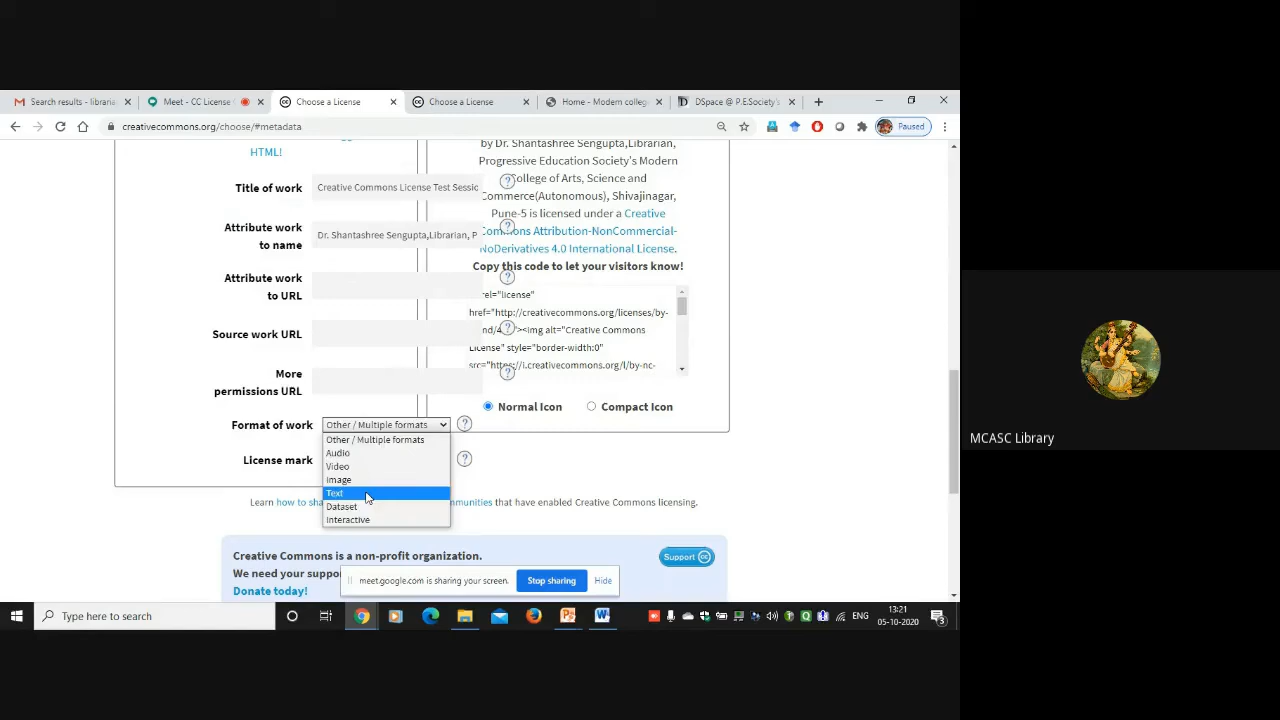 Search results - libraria
Meet - CC License
Choose a License
Choose a License
Home - Modern colleg
DSpace @ P.E.Society's
creativecommons.org/choose/#metadata
Paused
HTML!
Title of work
Creative Commons License Test Sessio
Attribute work
to name
Dr. Shantashree Sengupta,Librarian, P
Attribute work
to URL
Source work URL
More
permissions URL
Format of work
Other / Multiple formats
Other / Multiple formats
Audio
Video
Image
Text
Dataset
Interactive
License mark
by Dr. Shantashree Sengupta,Librarian,
Progressive Education Society's Modern
College of Arts, Science and
Commerce(Autonomous), Shivajinagar,
Pune-5 is licensed under a Creative
Commons Attribution-NonCommercial-
NoDerivatives 4.0 International License.
Copy this code to let your visitors know!
rel="license"
href="http://creativecommons.org/licenses/by-
"><img alt="Creative Commons
License" style="border-width:0"
src="https://i.creativecommons.org/l/by-nc-
Normal Icon
Compact Icon
Learn how to sh
mmunities that have enabled Creative Commons licensing.
Creative Commons is a non-profit organization.
We need your suppo
Donate today!
Support
meet.google.com is sharing your screen.
Stop sharing
Hide
Type here to search
ENG
13:21
05-10-2020
3
MCASC Library